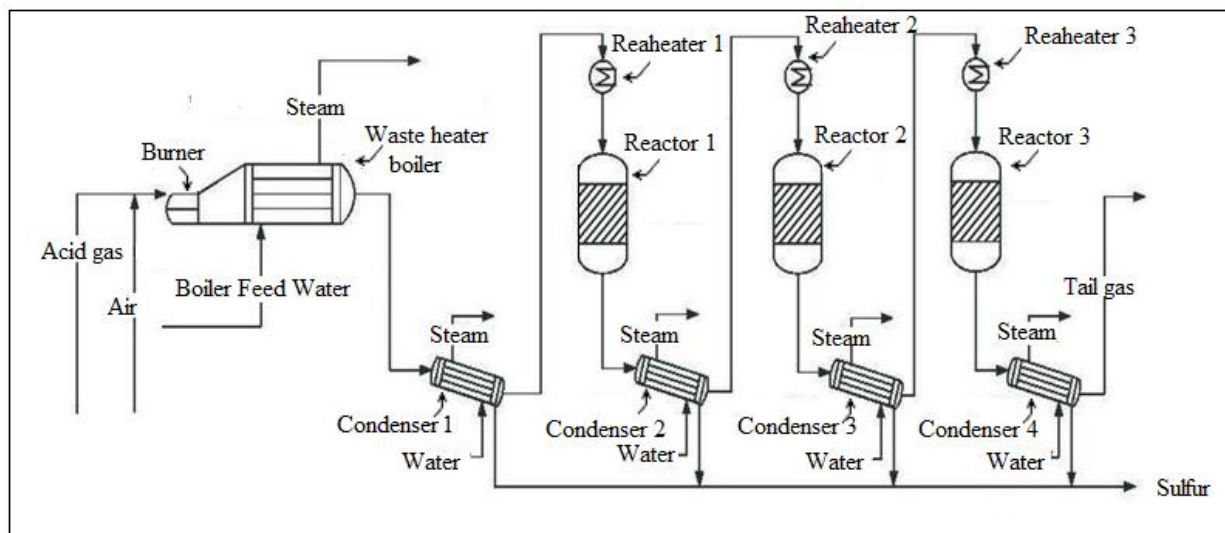 Reaheater 1
Reaheater 2
Reaheater 3
Steam
Waste heater
boiler
Burner
Reactor 1
Reactor 2
Reactor 3
Acid gas
Air
Boiler Feed Water
Tail gas
Steam
Steam
Steam
Steam
Condenser 1
Condenser 2
Condenser 3
Condenser 4
Water
Water
Water
Water
Sulfur